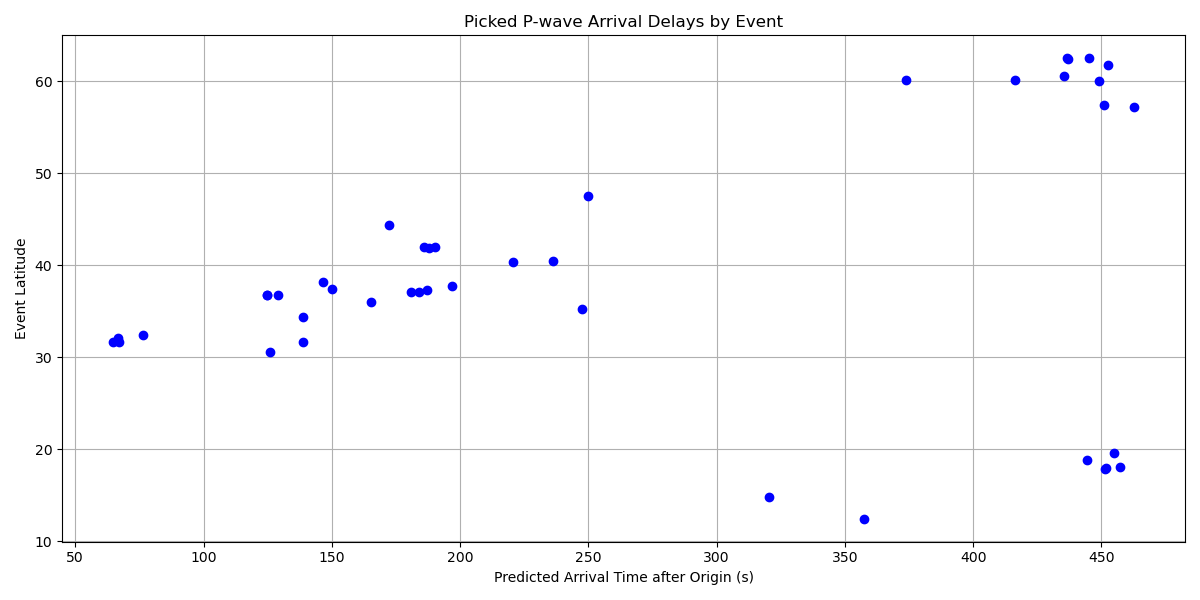 Picked P-wave Arrival Delays by Event
Event Latitude
60
50
40
30
20
10
50 100 150 200 250 300 350 400 450
Predicted Arrival Time after Origin (s)